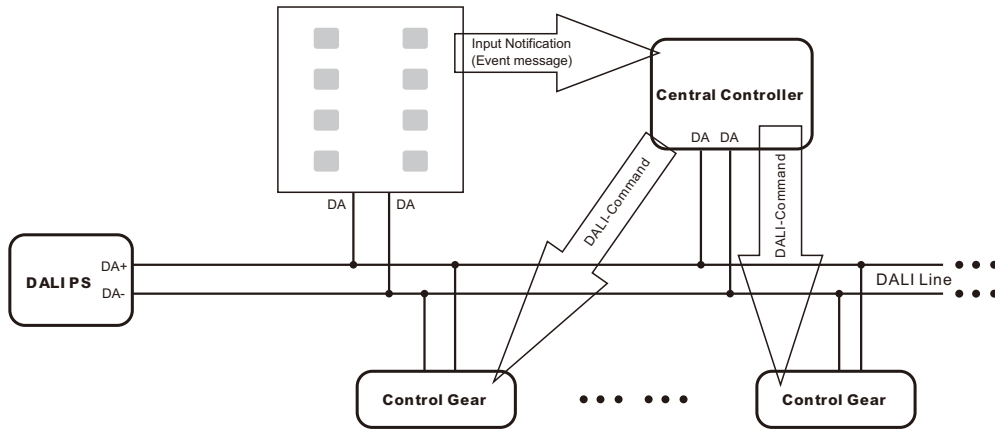 Input Notification
(Event message)
Central Controller
DA DA
DA DA
DALI-Command
DALI-Command
DALI PS
DA+
DA-
DALI Line
Control Gear
Control Gear